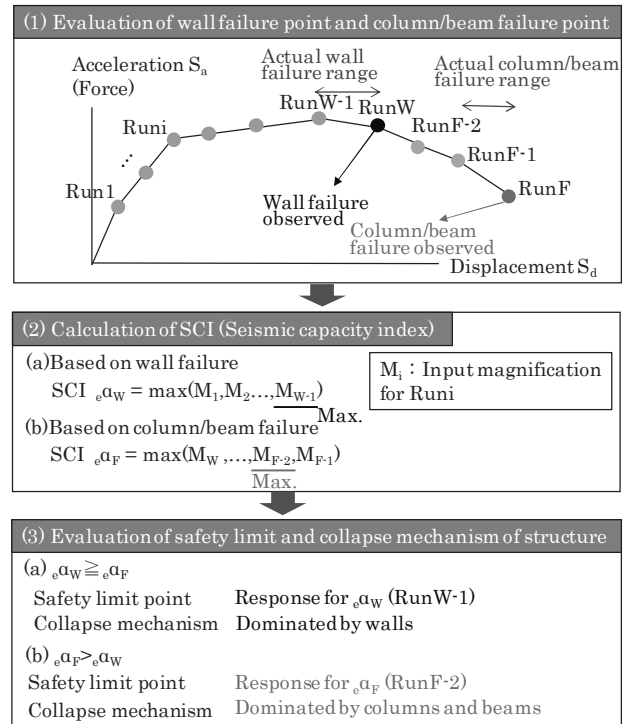 (1) Evaluation of wall failure point and column/beam failure point
Acceleration Sa
(Force)
Actual wall
failure range
Actual column/beam
failure range
RunW-1
RunW
RunF-2
RunF-1
RunF
Runi
...
Run1
Wall failure
observed
Column/beam
failure observed
Displacement Sd
(2) Calculation of SCI (Seismic capacity index)
(a)Based on wall failure
SCI eαW = max(M1,M2...,MW-1)
Max.
Mi : Input magnification
for Runi
(b)Based on column/beam failure
SCI eαF = max(MW ,...,MF-2,MF-1)
Max.
(3) Evaluation of safety limit and collapse mechanism of structure
(a) eαW≧eαF
Safety limit point Response for eαW (RunW-1)
Collapse mechanism Dominated by walls
(b) eαF>eαW
Safety limit point Response for eαF (RunF-2)
Collapse mechanism Dominated by columns and beams